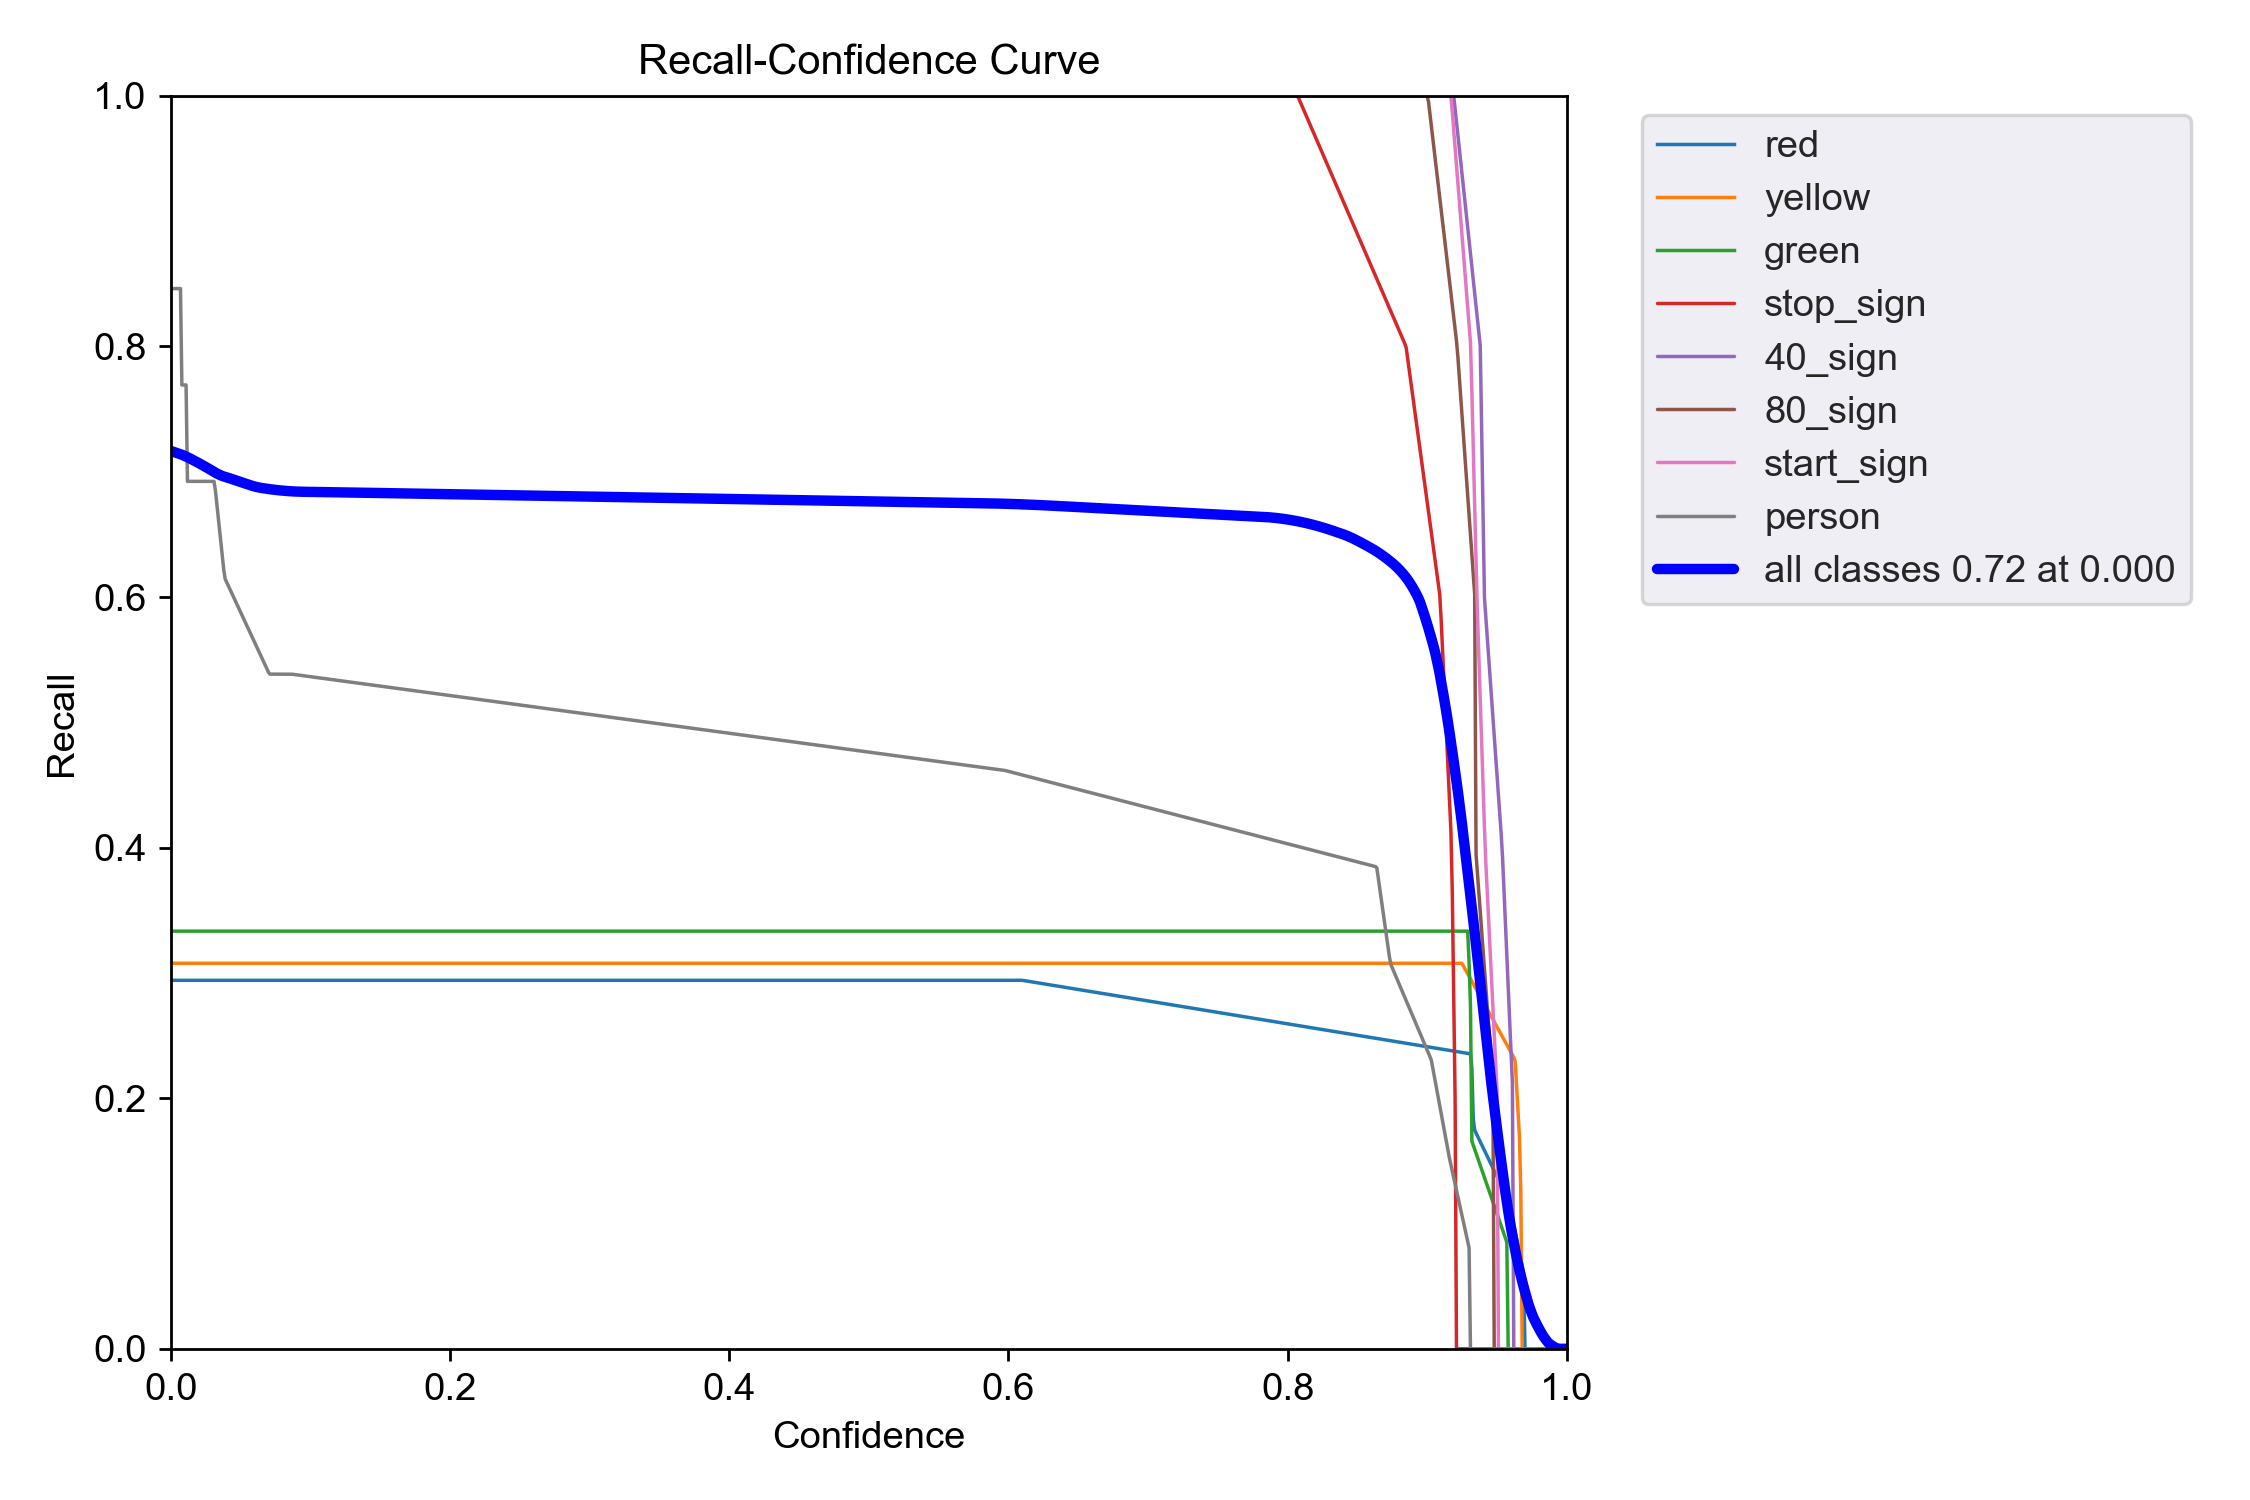 Recall-Confidence Curve
1.0
0.8
0.6
0.4
0.2
0.0
Recall
0.0 0.2 0.4 0.6 0.8 1.0
Confidence
red
yellow
green
stop_sign
40_sign
80_sign
start_sign
person
all classes 0.72 at 0.000